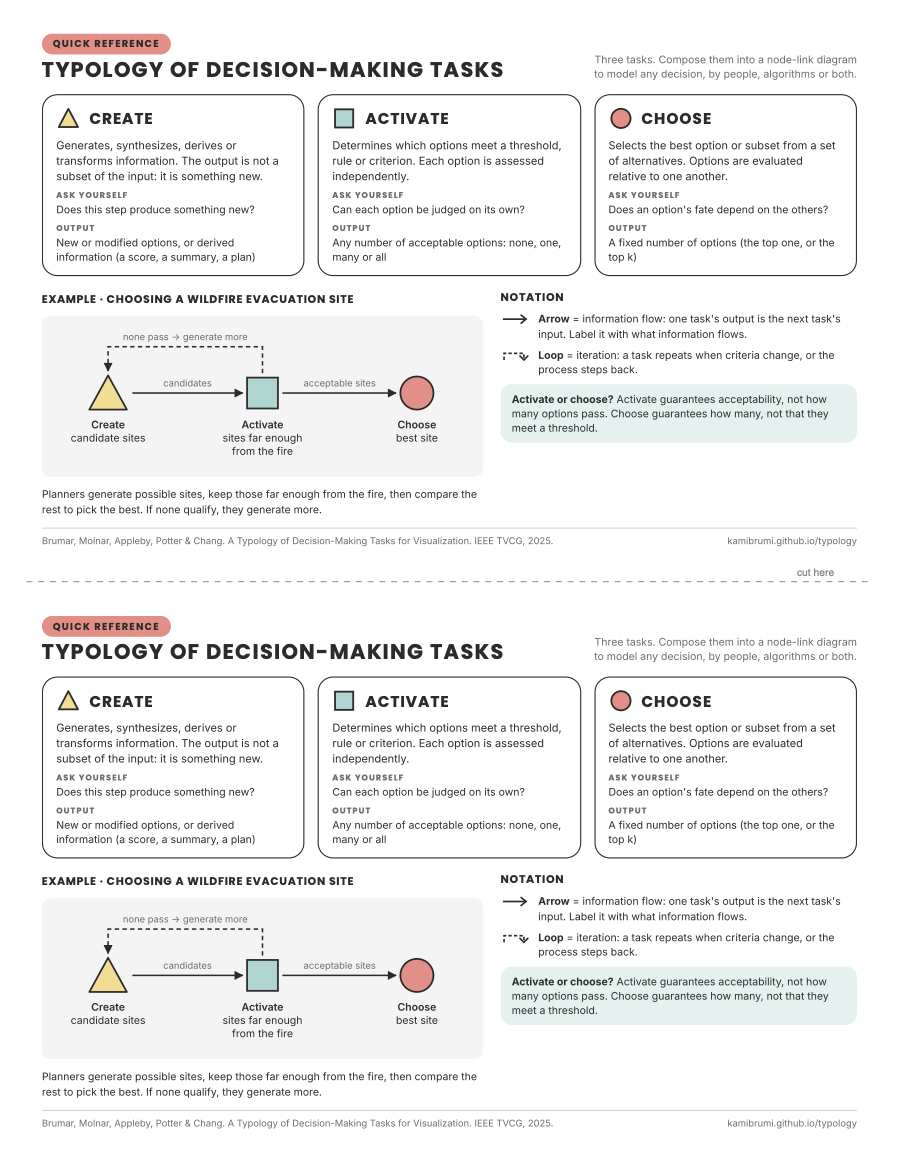 QUICK REFERENCE
TYPOLOGY OF DECISION-MAKING TASKS
Three tasks. Compose them into a node-link diagram
to model any decision, by people, algorithms or both.
CREATE
Generates, synthesizes, derives or
transforms information. The output is not a
subset of the input: it is something new.
ASK YOURSELF
Does this step produce something new?
OUTPUT
New or modified options, or derived
information (a score, a summary, a plan)
ACTIVATE
Determines which options meet a threshold,
rule or criterion. Each option is assessed
independently.
ASK YOURSELF
Can each option be judged on its own?
OUTPUT
Any number of acceptable options: none, one,
many or all
CHOOSE
Selects the best option or subset from a set
of alternatives. Options are evaluated
relative to one another.
ASK YOURSELF
Does an option's fate depend on the others?
OUTPUT
A fixed number of options (the top one, or the
top k)
EXAMPLE · CHOOSING A WILDFIRE EVACUATION SITE
none pass → generate more
candidates
acceptable sites
Create
candidate sites
Activate
sites far enough
from the fire
Choose
best site
Planners generate possible sites, keep those far enough from the fire, then compare the
rest to pick the best. If none qualify, they generate more.
NOTATION
Arrow = information flow: one task's output is the next task's
input. Label it with what information flows.
Loop = iteration: a task repeats when criteria change, or the
process steps back.
Activate or choose? Activate guarantees acceptability, not how
many options pass. Choose guarantees how many, not that they
meet a threshold.
Brumar, Molnar, Appleby, Potter & Chang. A Typology of Decision-Making Tasks for Visualization. IEEE TVCG, 2025.
kamibrumi.github.io/typology
cut here
QUICK REFERENCE
TYPOLOGY OF DECISION-MAKING TASKS
Three tasks. Compose them into a node-link diagram
to model any decision, by people, algorithms or both.
CREATE
Generates, synthesizes, derives or
transforms information. The output is not a
subset of the input: it is something new.
ASK YOURSELF
Does this step produce something new?
OUTPUT
New or modified options, or derived
information (a score, a summary, a plan)
ACTIVATE
Determines which options meet a threshold,
rule or criterion. Each option is assessed
independently.
ASK YOURSELF
Can each option be judged on its own?
OUTPUT
Any number of acceptable options: none, one,
many or all
CHOOSE
Selects the best option or subset from a set
of alternatives. Options are evaluated
relative to one another.
ASK YOURSELF
Does an option's fate depend on the others?
OUTPUT
A fixed number of options (the top one, or the
top k)
EXAMPLE · CHOOSING A WILDFIRE EVACUATION SITE
none pass → generate more
candidates
acceptable sites
Create
candidate sites
Activate
sites far enough
from the fire
Choose
best site
Planners generate possible sites, keep those far enough from the fire, then compare the
rest to pick the best. If none qualify, they generate more.
NOTATION
Arrow = information flow: one task's output is the next task's
input. Label it with what information flows.
Loop = iteration: a task repeats when criteria change, or the
process steps back.
Activate or choose? Activate guarantees acceptability, not how
many options pass. Choose guarantees how many, not that they
meet a threshold.
Brumar, Molnar, Appleby, Potter & Chang. A Typology of Decision-Making Tasks for Visualization. IEEE TVCG, 2025.
kamibrumi.github.io/typology